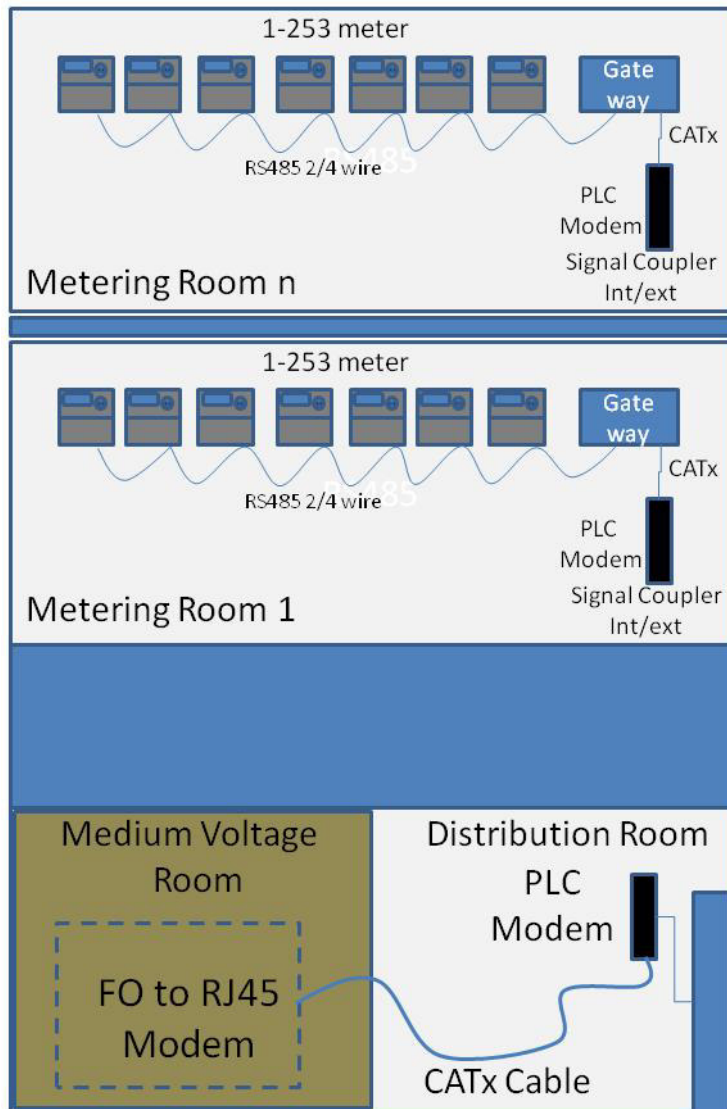 1-253 meter
Gate
way
CATx
RS485
RS485 2/4 wire
PLC
Modem
Signal Coupler
Int/ext
Metering Room n
1-253 meter
Gate
way
CATx
RS485
RS485 2/4 wire
PLC
Modem
Signal Coupler
Int/ext
Metering Room 1
Medium Voltage
Room
Distribution Room
PLC
Modem
FO to RJ45
Modem
CATx Cable